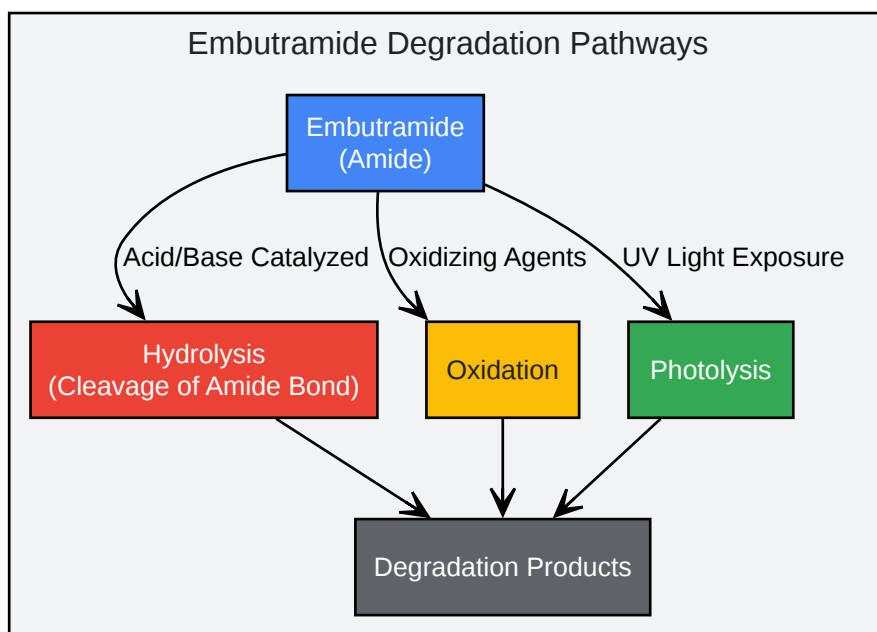 Embutramide Degradation Pathways
Embutramide
(Amide)
Acid/Base Catalyzed
Oxidizing Agents
UV Light Exposure
Hydrolysis
(Cleavage of Amide Bond)
Oxidation
Photolysis
Degradation Products